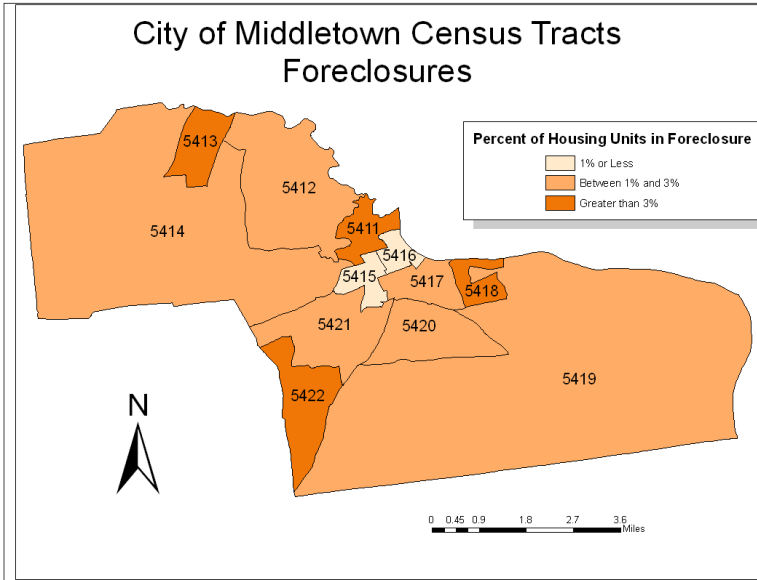 City of Middletown Census Tracts
Foreclosures
Percent of Housing Units in Foreclosure
1% or Less
Between 1% and 3%
Greater than 3%
5413
5412
5414
5411
5416
5415
5417
5418
5421
5420
5419
5422
N
0 0.45 0.9 1.8 2.7 3.6
Miles